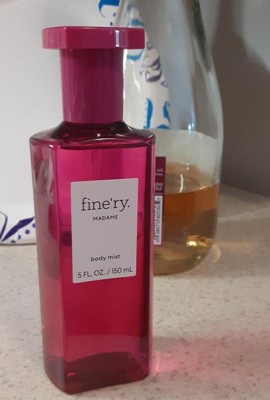 fine'ry.
MADAME
body mist
5 FL. OZ. / 150 mL